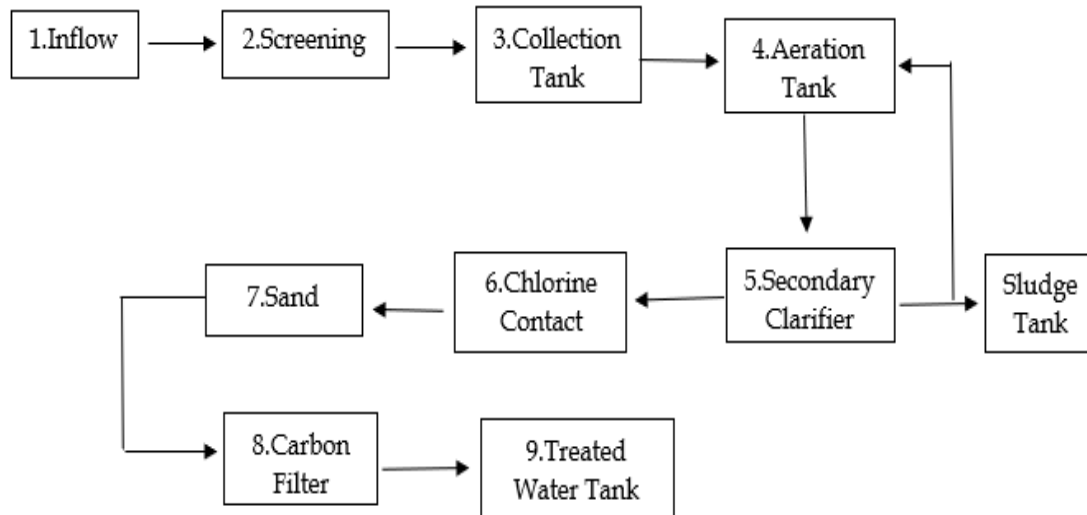 1.Inflow
2.Screening
3.Collection
Tank
4.Aeration
Tank
5.Secondary
Clarifier
Sludge
Tank
6.Chlorine
Contact
7.Sand
8.Carbon
Filter
9.Treated
Water Tank